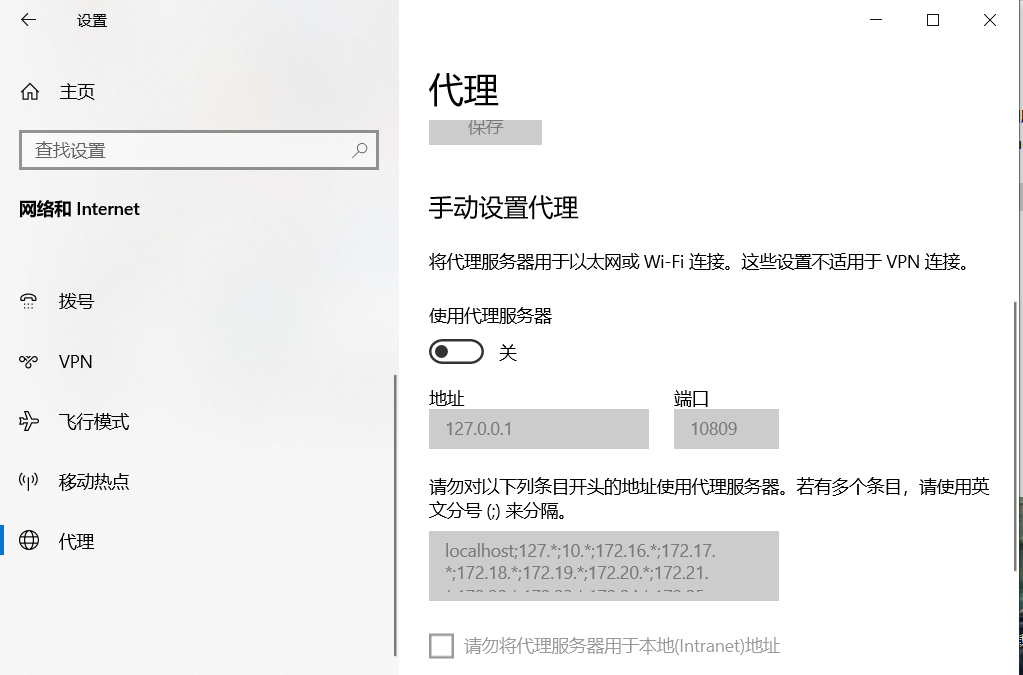 设置
主页
查找设置
网络和 Internet
拨号
VPN
飞行模式
移动热点
代理
代理
保存
手动设置代理
将代理服务器用于以太网或 Wi-Fi 连接。这些设置不适用于 VPN 连接。
使用代理服务器
关
地址 端口
127.0.0.1 10809
请勿对以下列条目开头的地址使用代理服务器。若有多个条目，请使用英
文分号 (;) 来分隔。
localhost;127.*;10.*;172.16.*;172.17.
*;172.18.*;172.19.*;172.20.*;172.21.
请勿将代理服务器用于本地(Intranet)地址